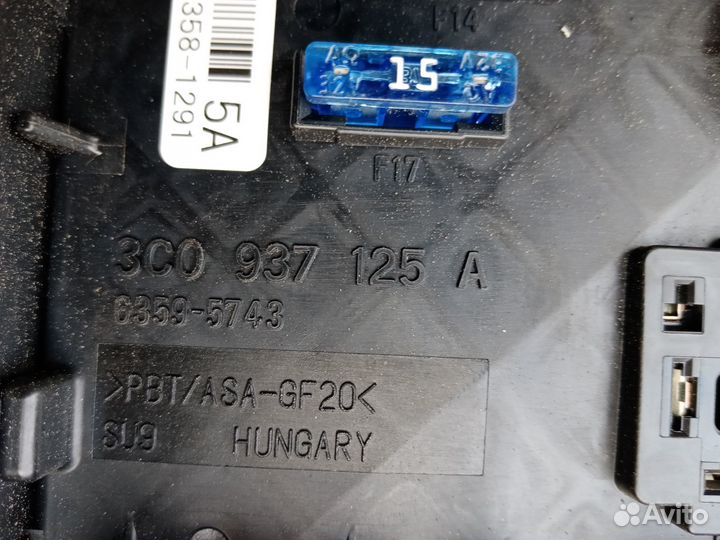 358-1291
5A
F14
15
F17
3C0 937 125 A
6359-5743
>PBT/ASA-GF20<
SU9 HUNGARY
Avito